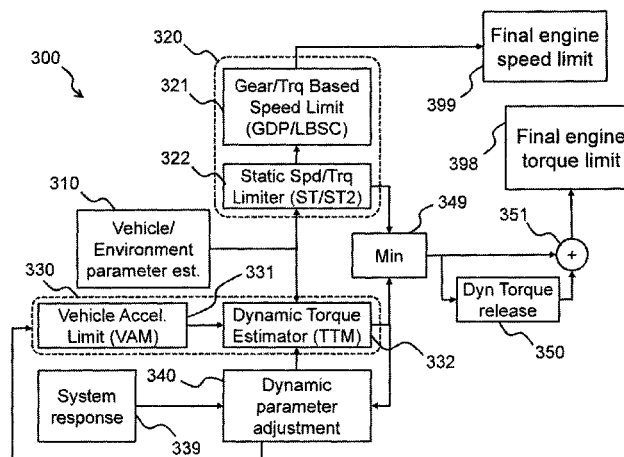 300
320
321
Gear/Trq Based
Speed Limit
(GDP/LBSC)
Final engine
speed limit
399
322
Static Spd/Trq
Limiter (ST/ST2)
398
Final engine
torque limit
310
Vehicle/
Environment
parameter est.
349
Min
351
+
330
331
Vehicle Accel.
Limit (VAM)
Dynamic Torque
Estimator (TTM)
332
Dyn Torque
release
350
340
System
response
339
Dynamic
parameter
adjustment